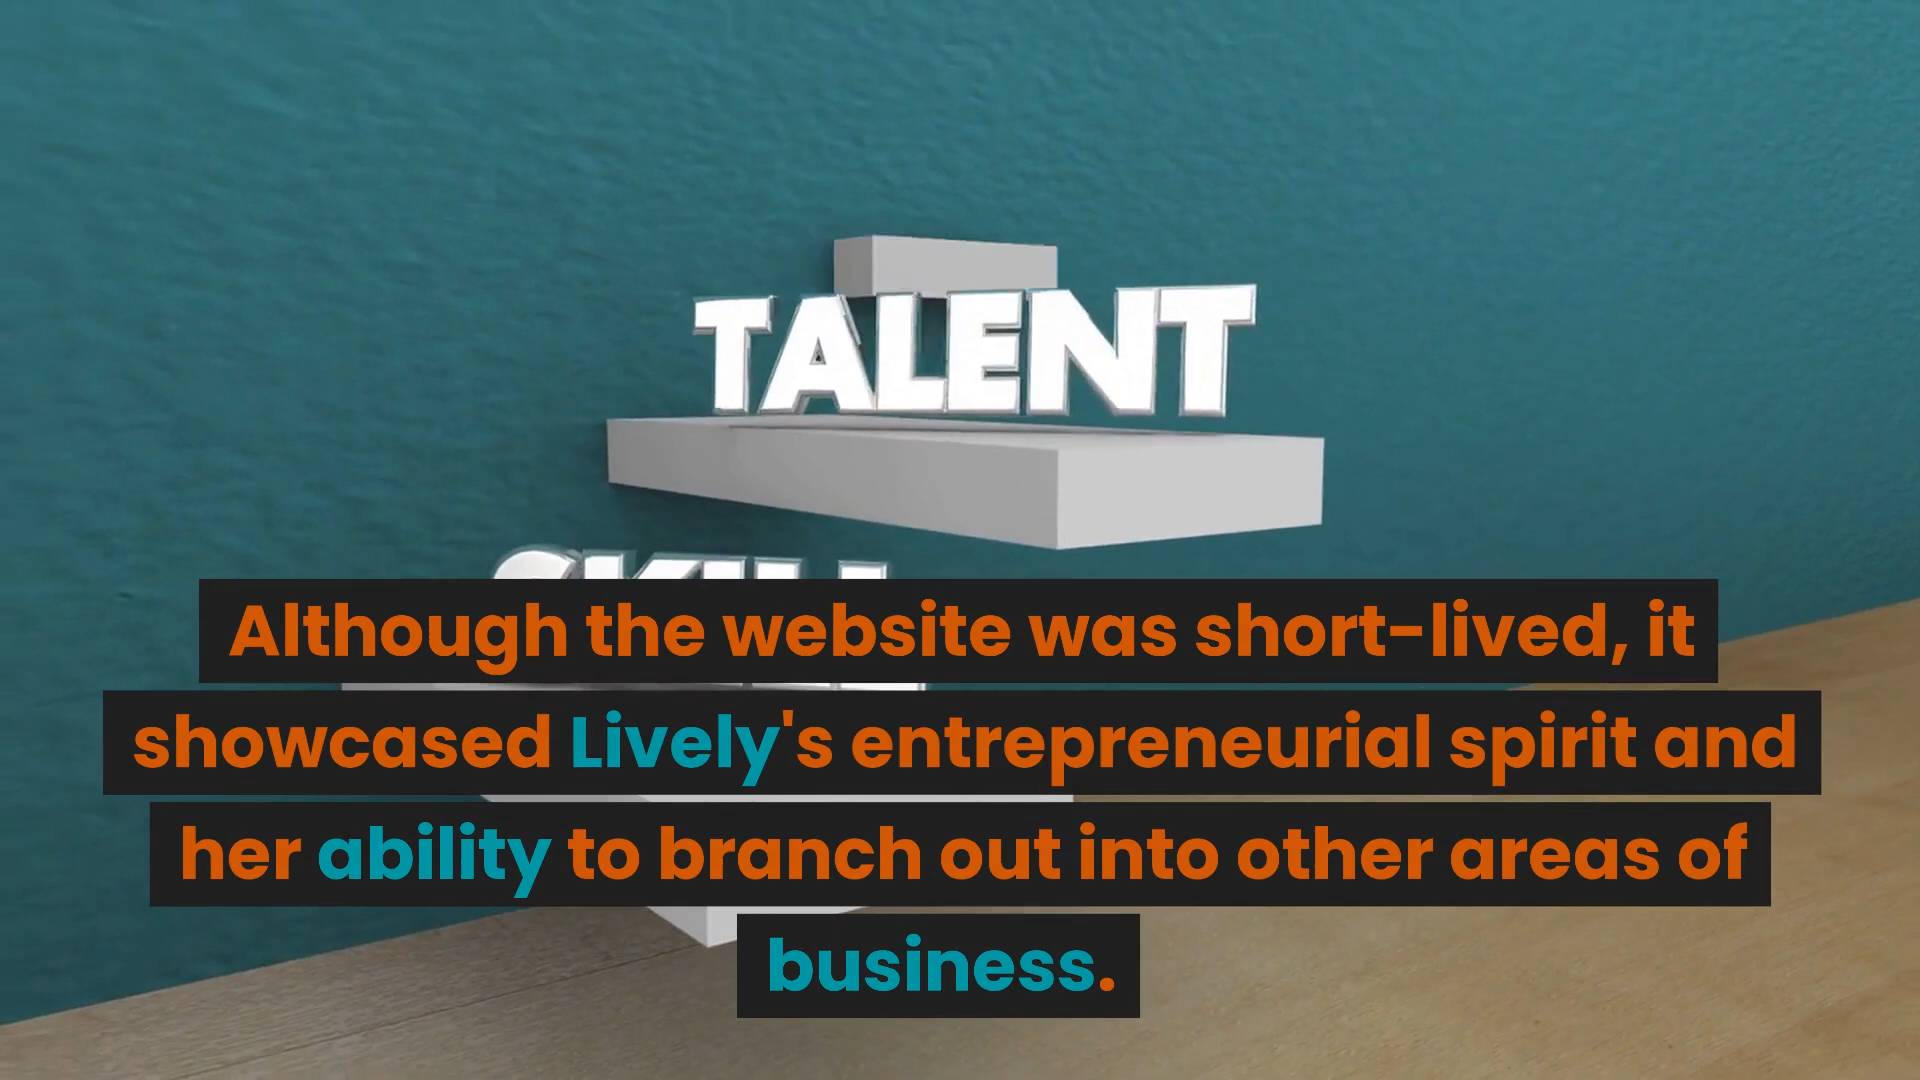 TALENT
SKILL
Although the website was short-lived, it
showcased Lively's entrepreneurial spirit and
her ability to branch out into other areas of
business.